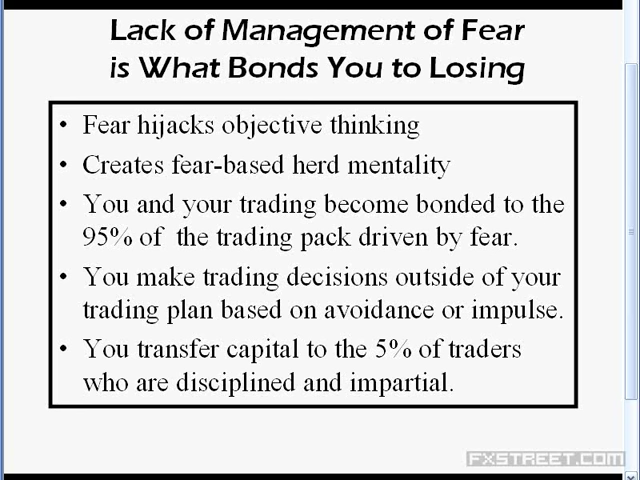 Lack of Management of Fear
is What Bonds You to Losing
• Fear hijacks objective thinking
• Creates fear-based herd mentality
• You and your trading become bonded to the
95% of the trading pack driven by fear.
• You make trading decisions outside of your
trading plan based on avoidance or impulse.
• You transfer capital to the 5% of traders
who are disciplined and impartial.
FXSTREET.COM